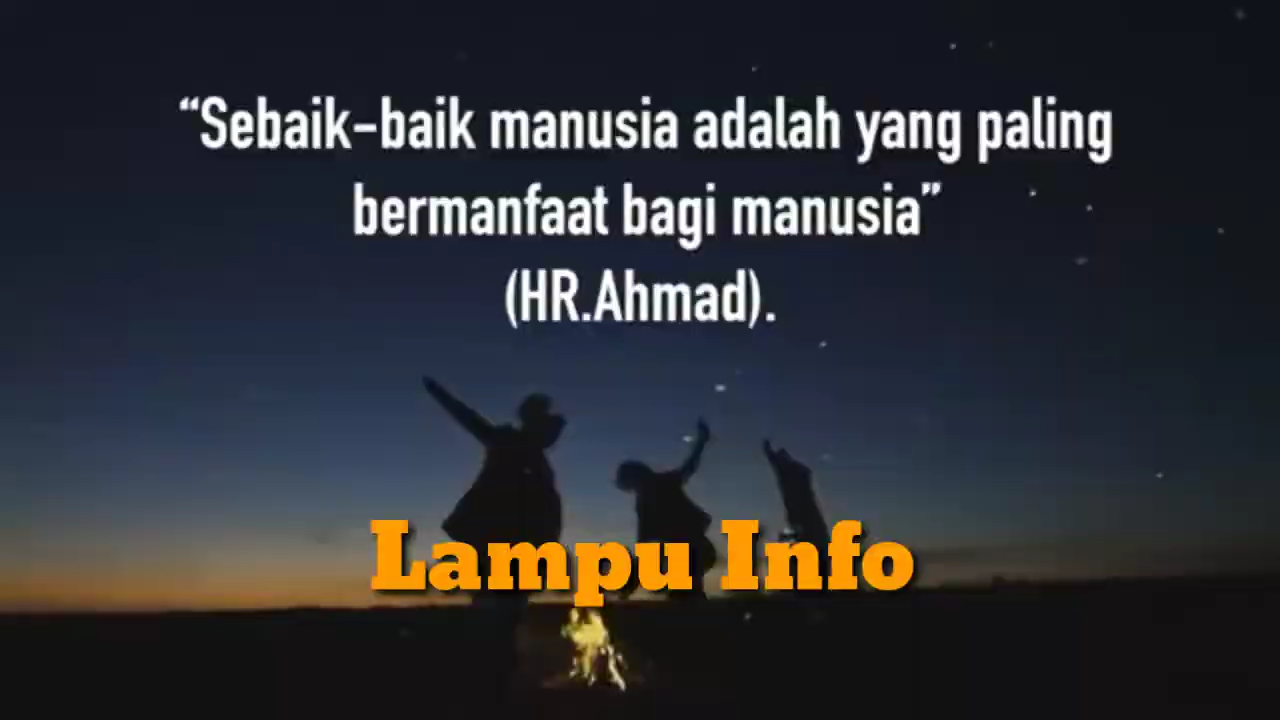 “Sebaik-baik manusia adalah yang paling
bermanfaat bagi manusia”
(HR.Ahmad).
Lampu Info